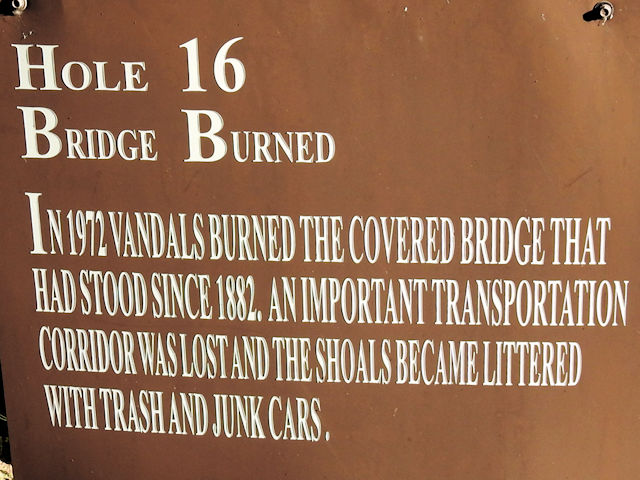 HOLE 16
BRIDGE BURNED
IN 1972 VANDALS BURNED THE COVERED BRIDGE THAT
HAD STOOD SINCE 1882. AN IMPORTANT TRANSPORTATION
CORRIDOR WAS LOST AND THE SHOALS BECAME LITTERED
WITH TRASH AND JUNK CARS.